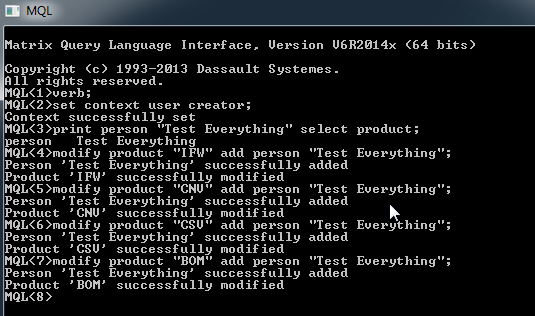 MQL
Matrix Query Language Interface, Version V6R2014x (64 bits)
Copyright (c) 1993-2013 Dassault Systemes.
All rights reserved.
MQL<1>verb;
MQL<2>set context user creator;
Context successfully set
MQL<3>print person "Test Everything" select product;
person   Test Everything
MQL<4>modify product "IFW" add person "Test Everything";
Person 'Test Everything' successfully added
Product 'IFW' successfully modified
MQL<5>modify product "CNV" add person "Test Everything";
Person 'Test Everything' successfully added
Product 'CNV' successfully modified
MQL<6>modify product "CSV" add person "Test Everything";
Person 'Test Everything' successfully added
Product 'CSV' successfully modified
MQL<7>modify product "BOM" add person "Test Everything";
Person 'Test Everything' successfully added
Product 'BOM' successfully modified
MQL<8>